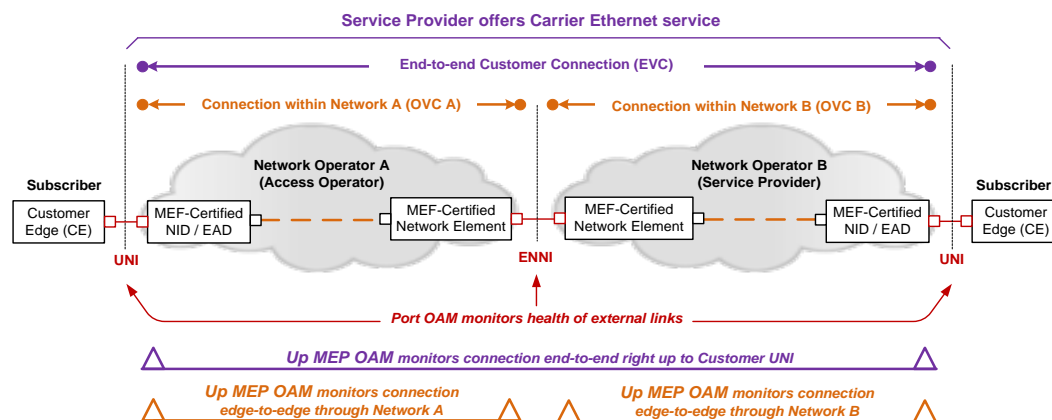 Service Provider offers Carrier Ethernet service
End-to-end Customer Connection (EVC)
Connection within Network A (OVC A)
Connection within Network B (OVC B)
Network Operator A
(Access Operator)
Network Operator B
(Service Provider)
Subscriber
Customer
Edge (CE)
MEF-Certified
NID / EAD
MEF-Certified
Network Element
MEF-Certified
Network Element
MEF-Certified
NID / EAD
Subscriber
Customer
Edge (CE)
UNI
ENNI
UNI
Port OAM monitors health of external links
Up MEP OAM monitors connection end-to-end right up to Customer UNI
Up MEP OAM monitors connection
edge-to-edge through Network A
Up MEP OAM monitors connection
edge-to-edge through Network B